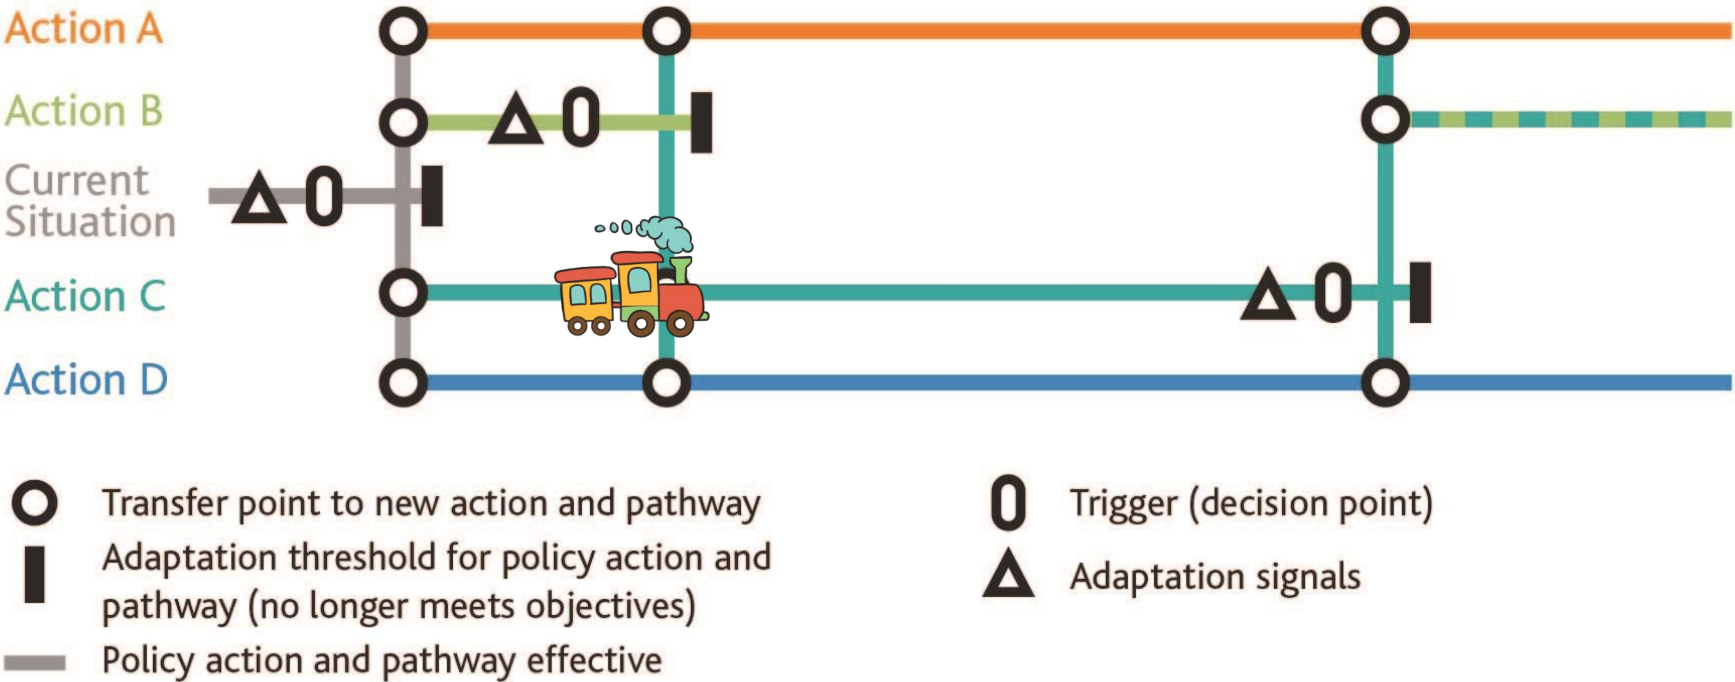 Action A
Action B
Current
Situation
Action C
Action D
Transfer point to new action and pathway
Adaptation threshold for policy action and
pathway (no longer meets objectives)
Policy action and pathway effective
Trigger (decision point)
Adaptation signals